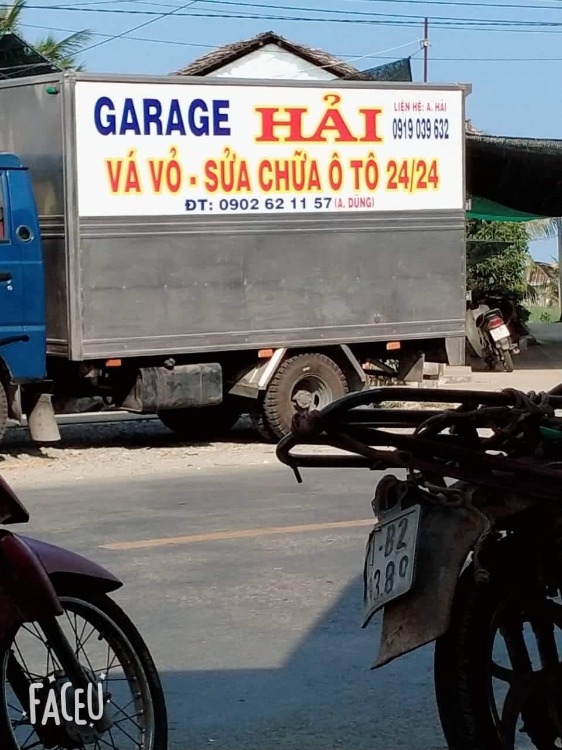 GARAGE HẢI
LIÊN HỆ: A. HẢI
0919 039 632
VÁ VỎ - SỬA CHỮA Ô TÔ 24/24
ĐT: 0902 62 11 57 (A. DŨNG)
-B2
FACEU